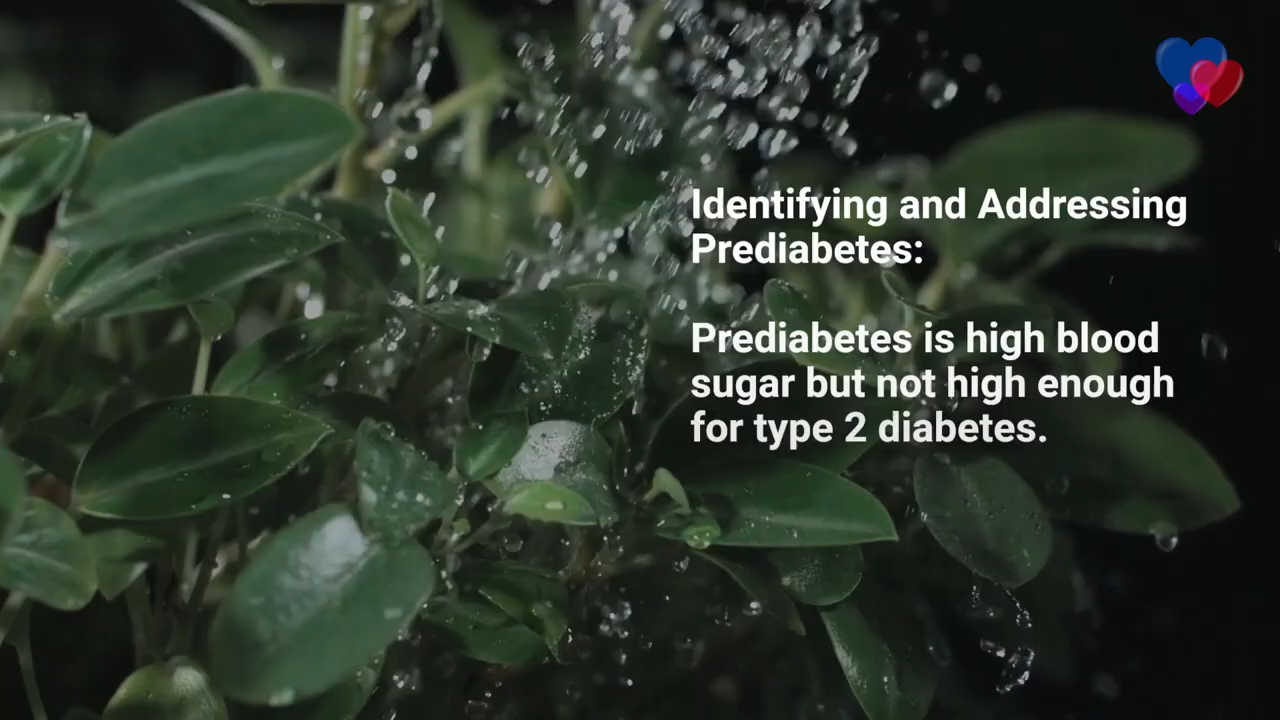 Identifying and Addressing
Prediabetes:
Prediabetes is high blood
sugar but not high enough
for type 2 diabetes.